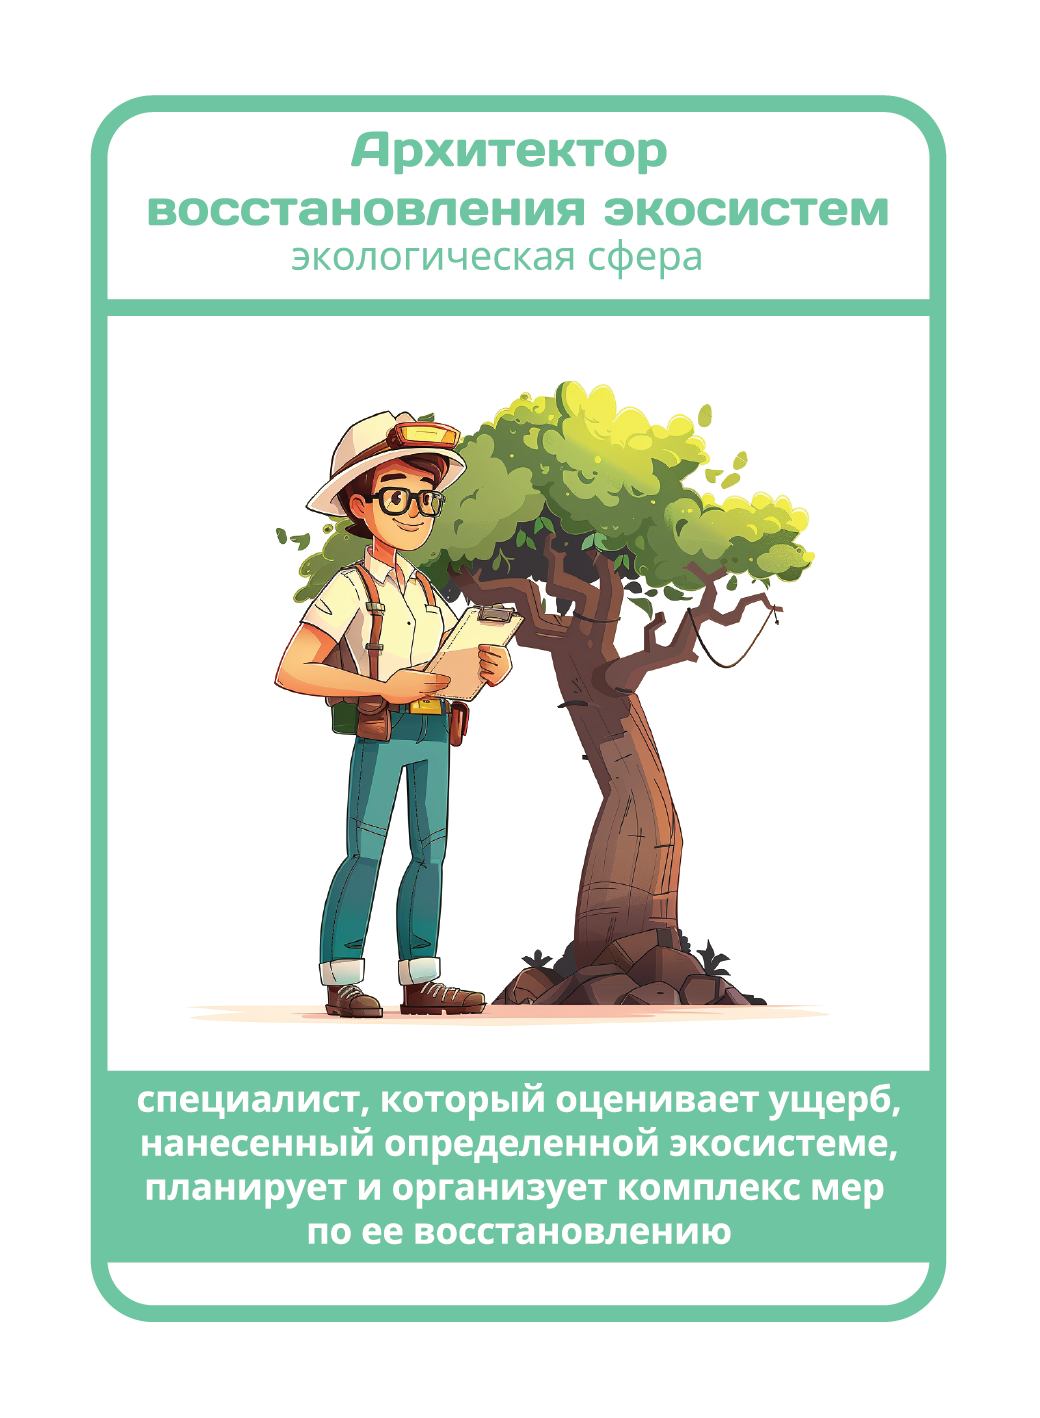 Архитектор
восстановления экосистем
экологическая сфера
специалист, который оценивает ущерб,
нанесенный определенной экосистеме,
планирует и организует комплекс мер
по ее восстановлению